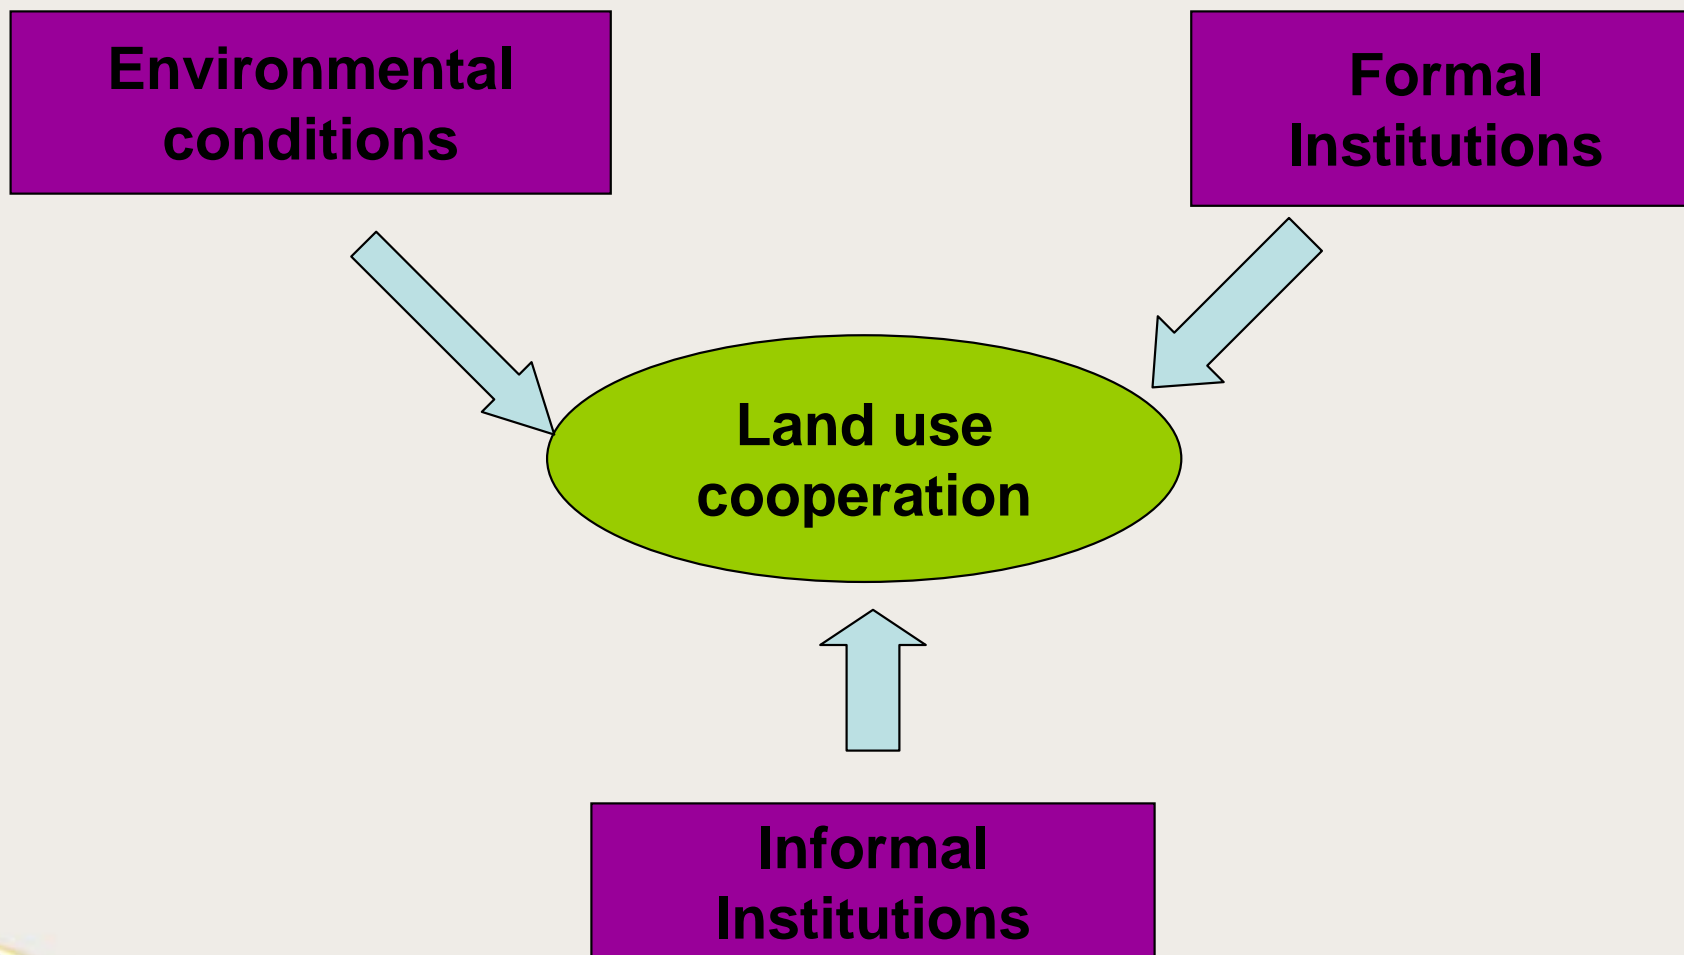 Environmental
conditions
Formal
Institutions
Land use
cooperation
Informal
Institutions